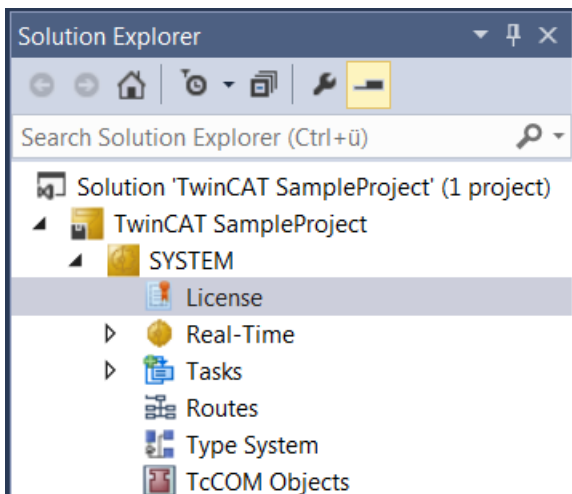 Solution Explorer
Search Solution Explorer (Ctrl+ü)
Solution 'TwinCAT SampleProject' (1 project)
TwinCAT SampleProject
SYSTEM
License
Real-Time
Tasks
Routes
Type System
TcCOM Objects